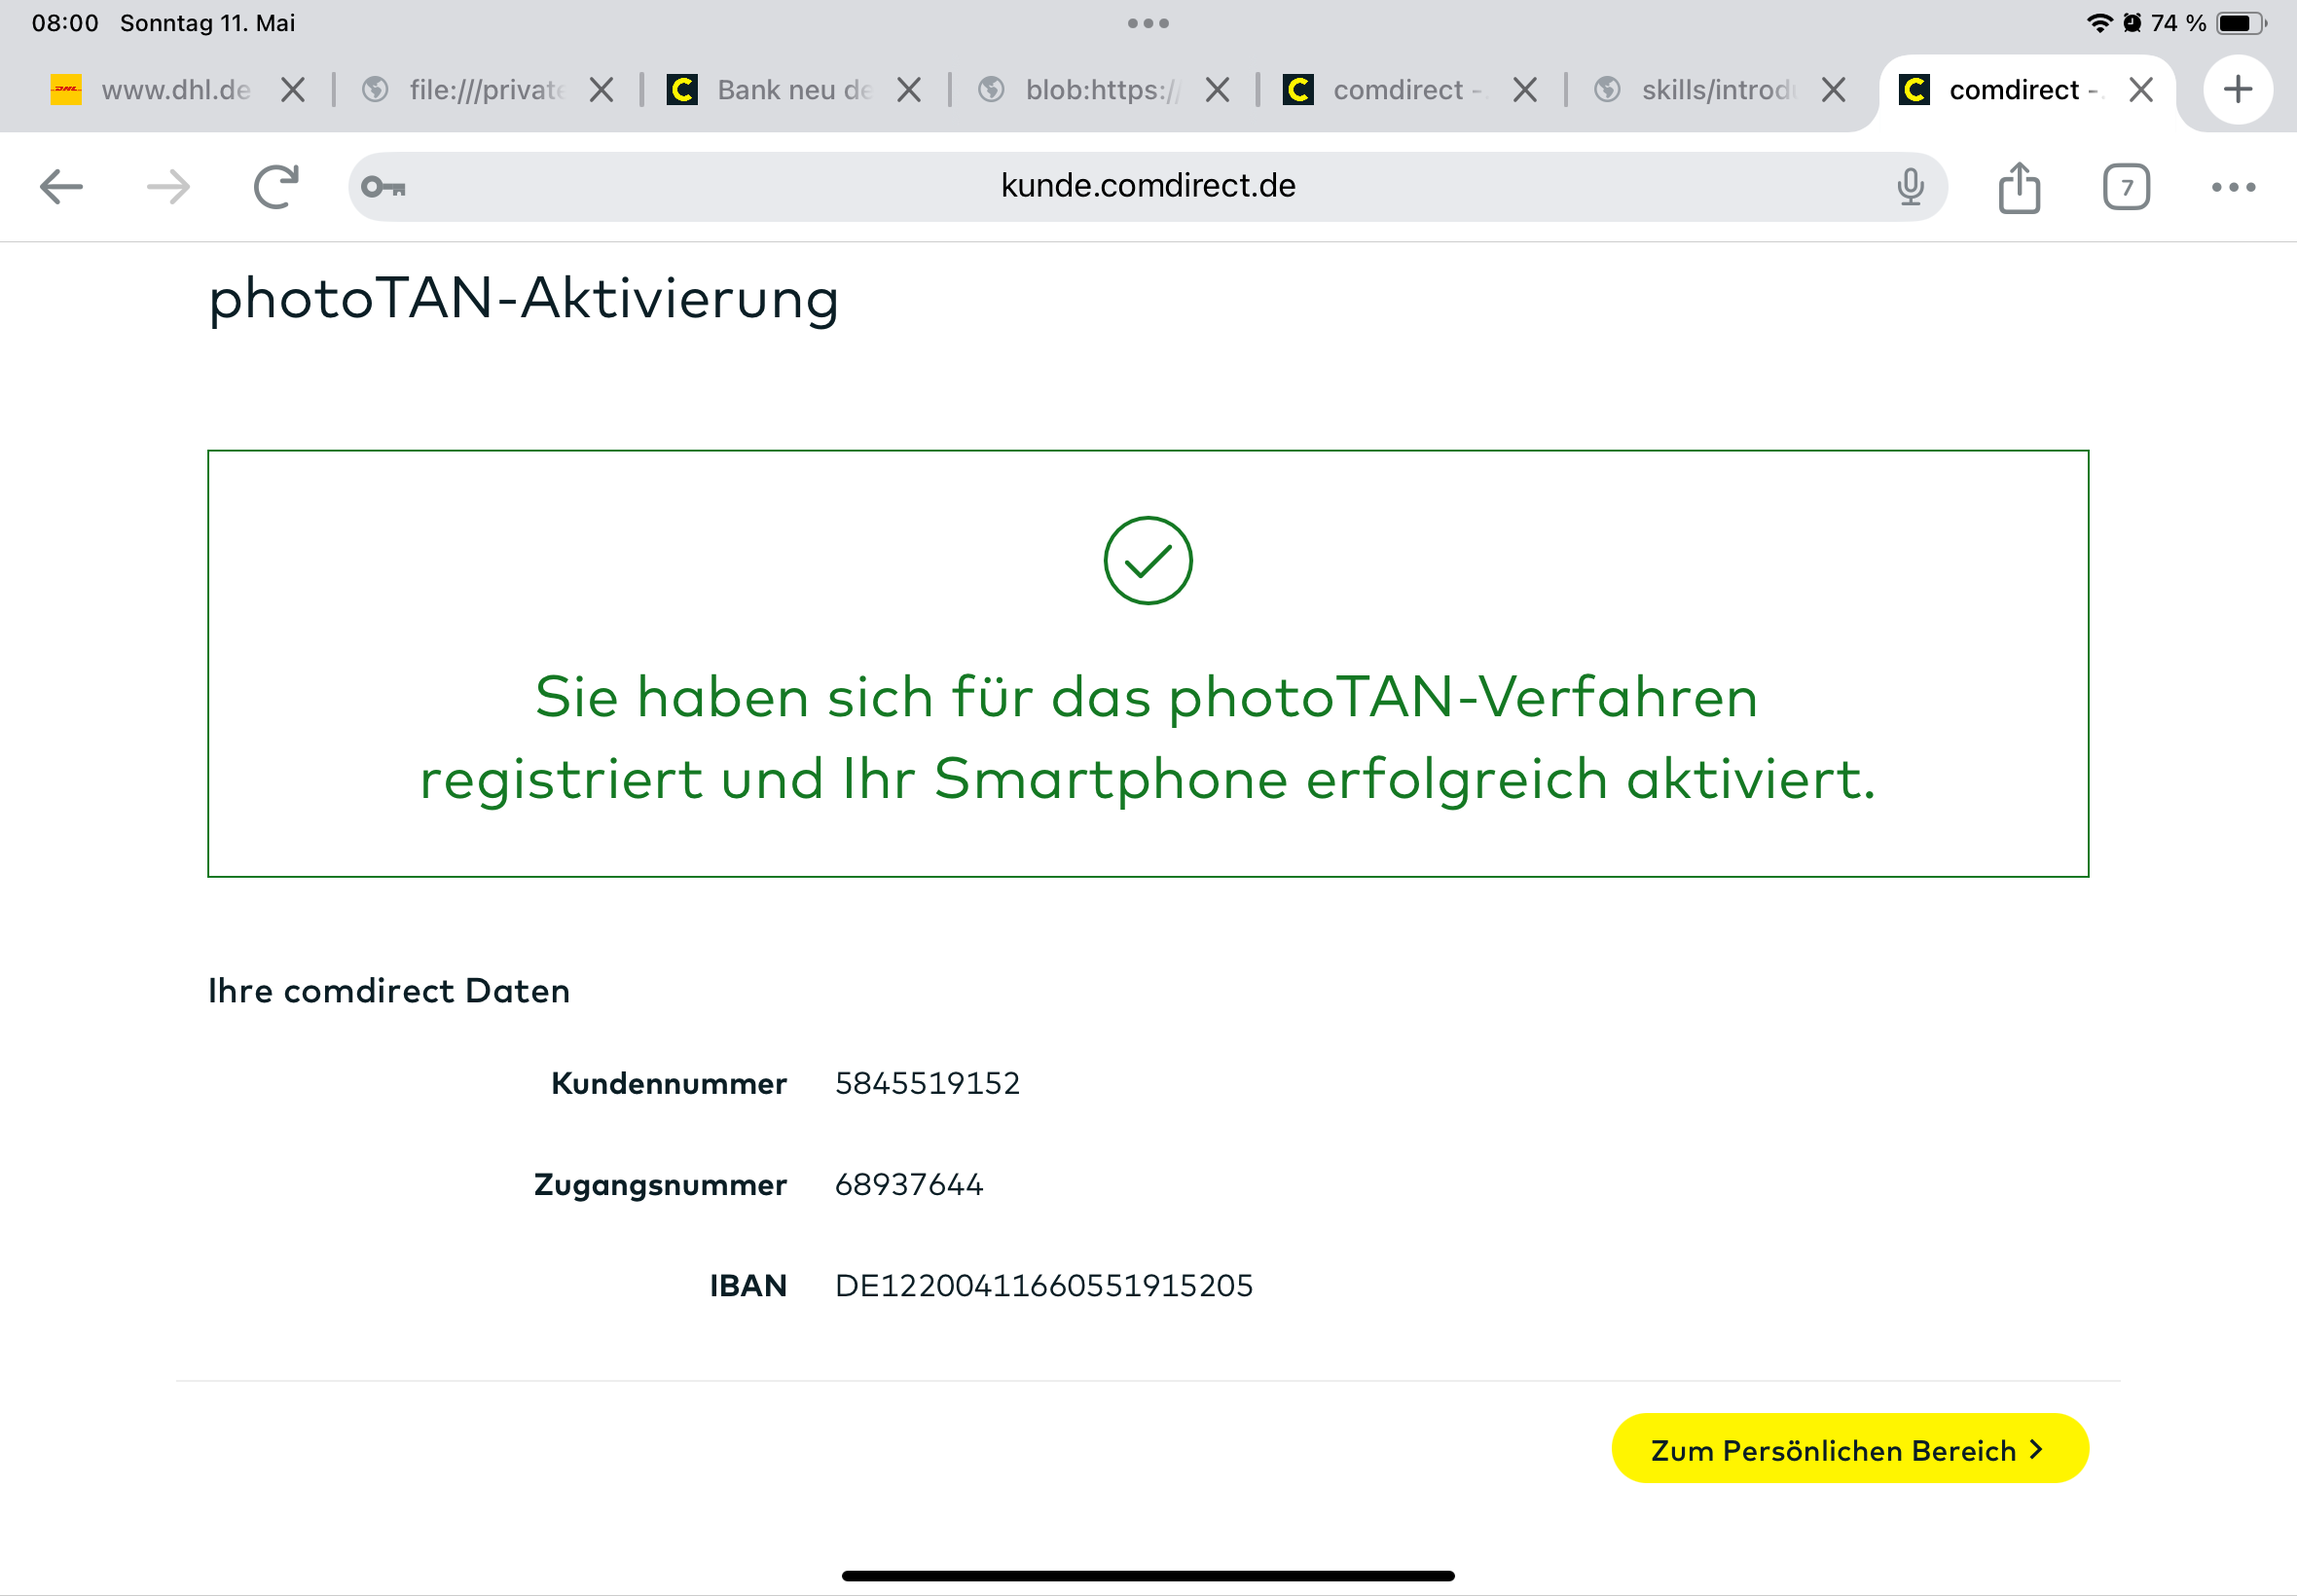 08:00 Sonntag 11. Mai
74 %
DHL
www.dhl.de
file:///private
Bank neu de
blob:https://
comdirect -
skills/introdu
comdirect -
kunde.comdirect.de
7
photoTAN-Aktivierung
Sie haben sich für das photoTAN-Verfahren
registriert und Ihr Smartphone erfolgreich aktiviert.
Ihre comdirect Daten
Kundennummer 5845519152
Zugangsnummer 68937644
IBAN DE12200411660551915205
Zum Persönlichen Bereich